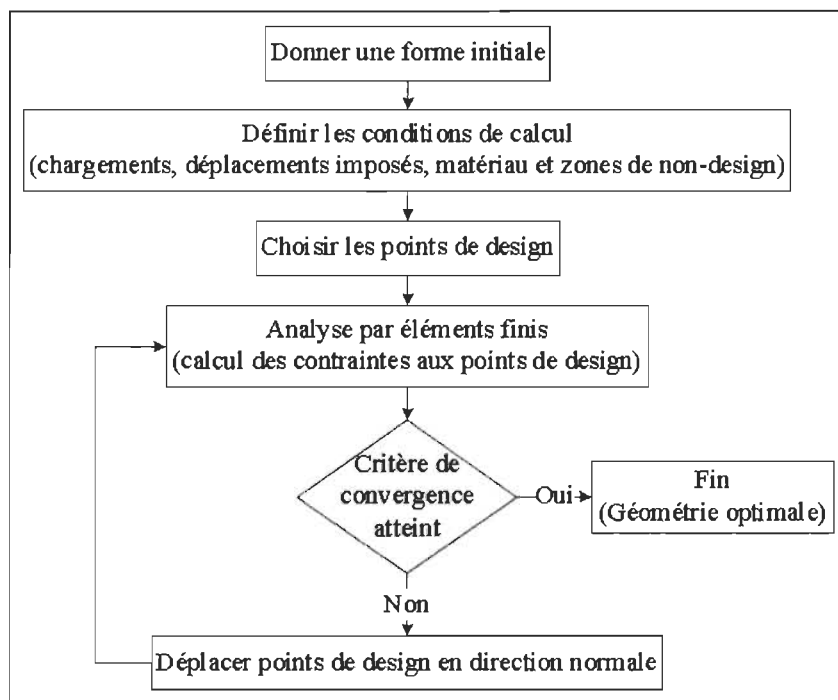 Donner une forme initiale
Définir les conditions de calcul
(chargements, déplacements imposés, matériau et zones de non-design)
Choisir les points de design
Analyse par éléments finis
(calcul des contraintes aux points de design)
Critère de
convergence
atteint
Oui
Fin
(Géométrie optimale)
Non
Déplacer points de design en direction normale